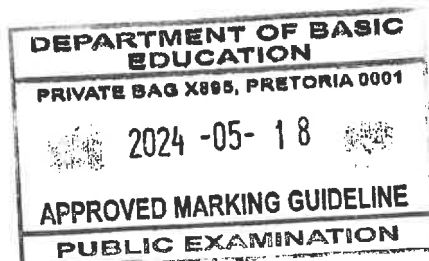 DEPARTMENT OF BASIC
EDUCATION
PRIVATE BAG X895, PRETORIA 0001
2024 -05- 18
APPROVED MARKING GUIDELINE
PUBLIC EXAMINATION